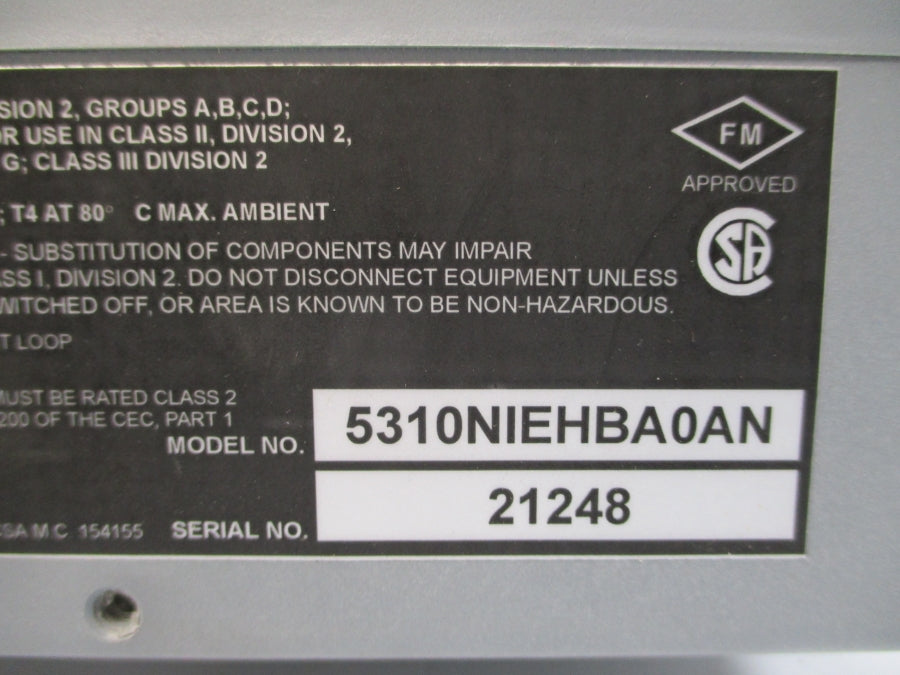 SION 2, GROUPS A,B,C,D;
OR USE IN CLASS II, DIVISION 2,
G; CLASS III DIVISION 2
; T4 AT 80° C MAX. AMBIENT
- SUBSTITUTION OF COMPONENTS MAY IMPAIR
ASS I, DIVISION 2. DO NOT DISCONNECT EQUIPMENT UNLESS
WITCHED OFF, OR AREA IS KNOWN TO BE NON-HAZARDOUS.
T LOOP
MUST BE RATED CLASS 2
200 OF THE CEC, PART 1
FM
APPROVED
SA
MODEL NO. 5310NIEHBA0AN
SA M C 154155 SERIAL NO. 21248